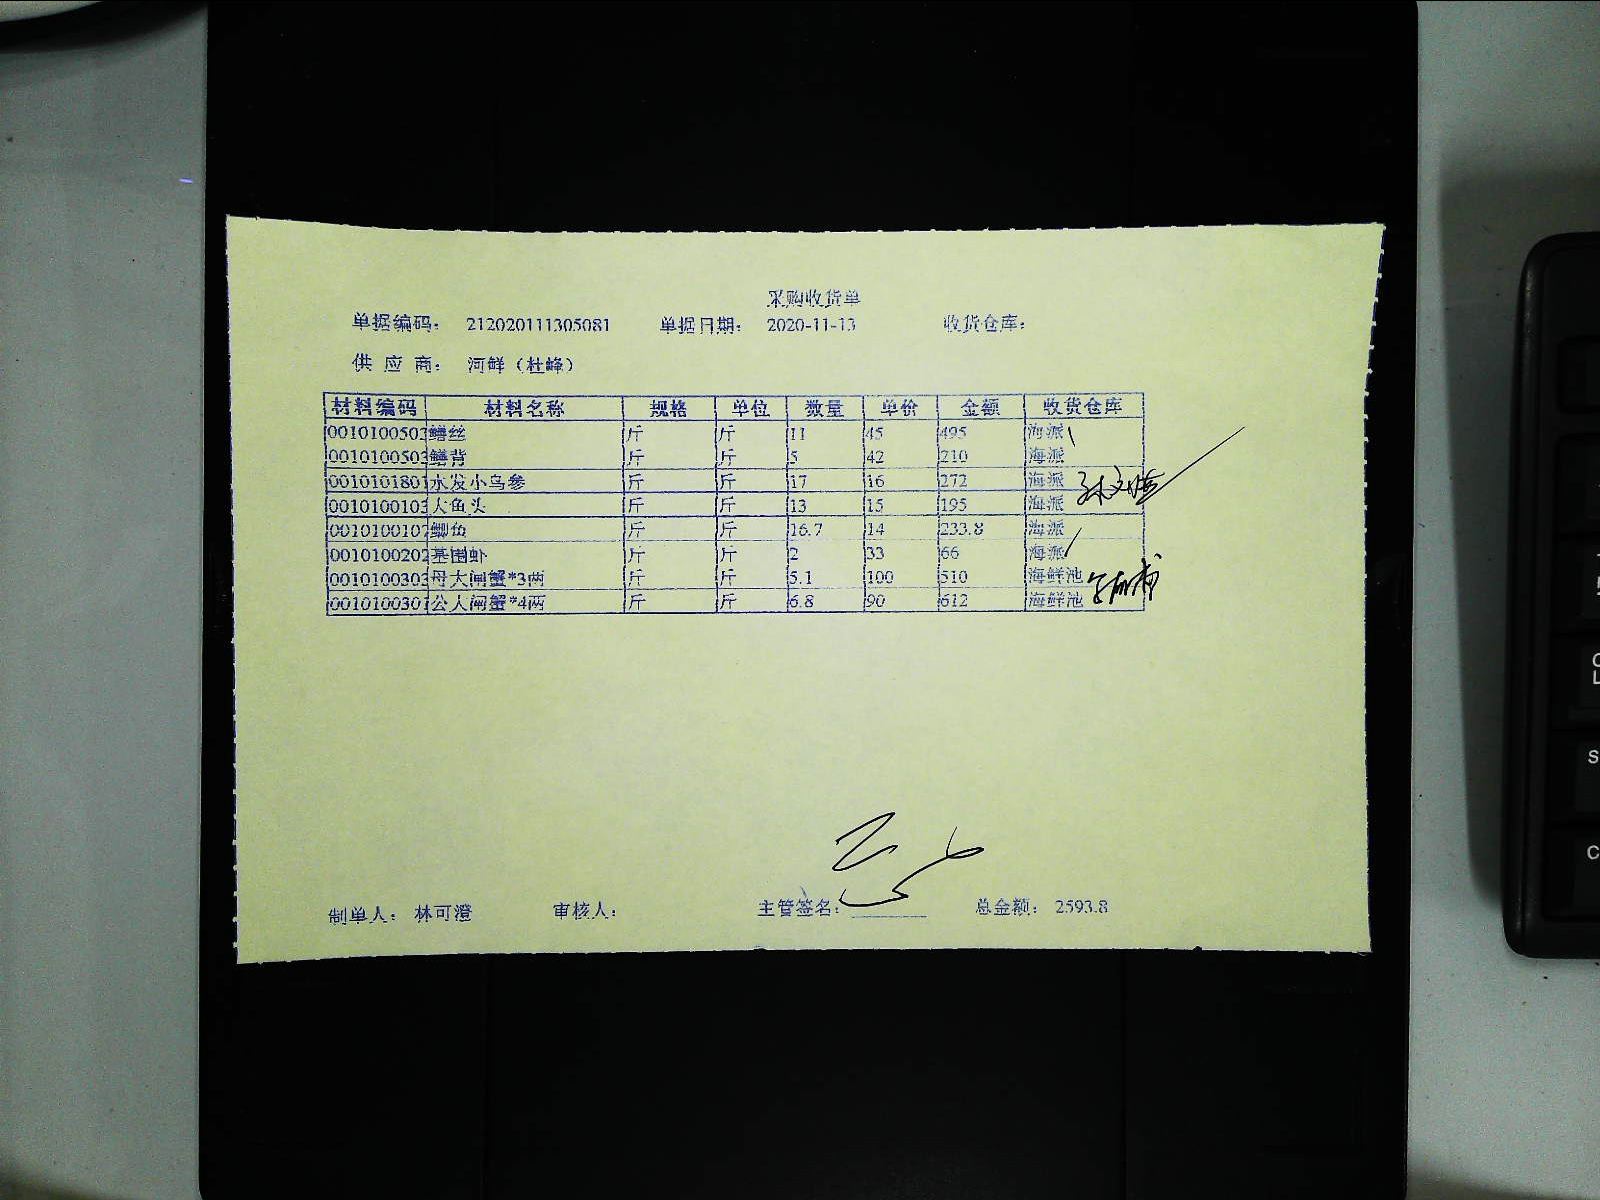 采购收货单
单据编码： 212020111305081 单据日期： 2020-11-13 收货仓库：
供 应 商： 河鲜（杜峰）
材料编码 材料名称 规格 单位 数量 单价 金额 收货仓库
0010100503 鳝丝 斤 斤 11 45 495 海派
0010100503 鳝背 斤 斤 5 42 210 海派
0010101801 水发小乌参 斤 斤 17 16 272 海派
0010100103 大鱼头 斤 斤 13 15 195 海派
0010100107 鲫鱼 斤 斤 16.7 14 233.8 海派
0010100202 基围虾 斤 斤 2 33 66 海派
0010100303 母大闸蟹*3两 斤 斤 5.1 100 510 海鲜池
0010100301 公大闸蟹*4两 斤 斤 6.8 90 612 海鲜池
制单人： 林可澄 审核人： 主管签名： 总金额： 2593.8